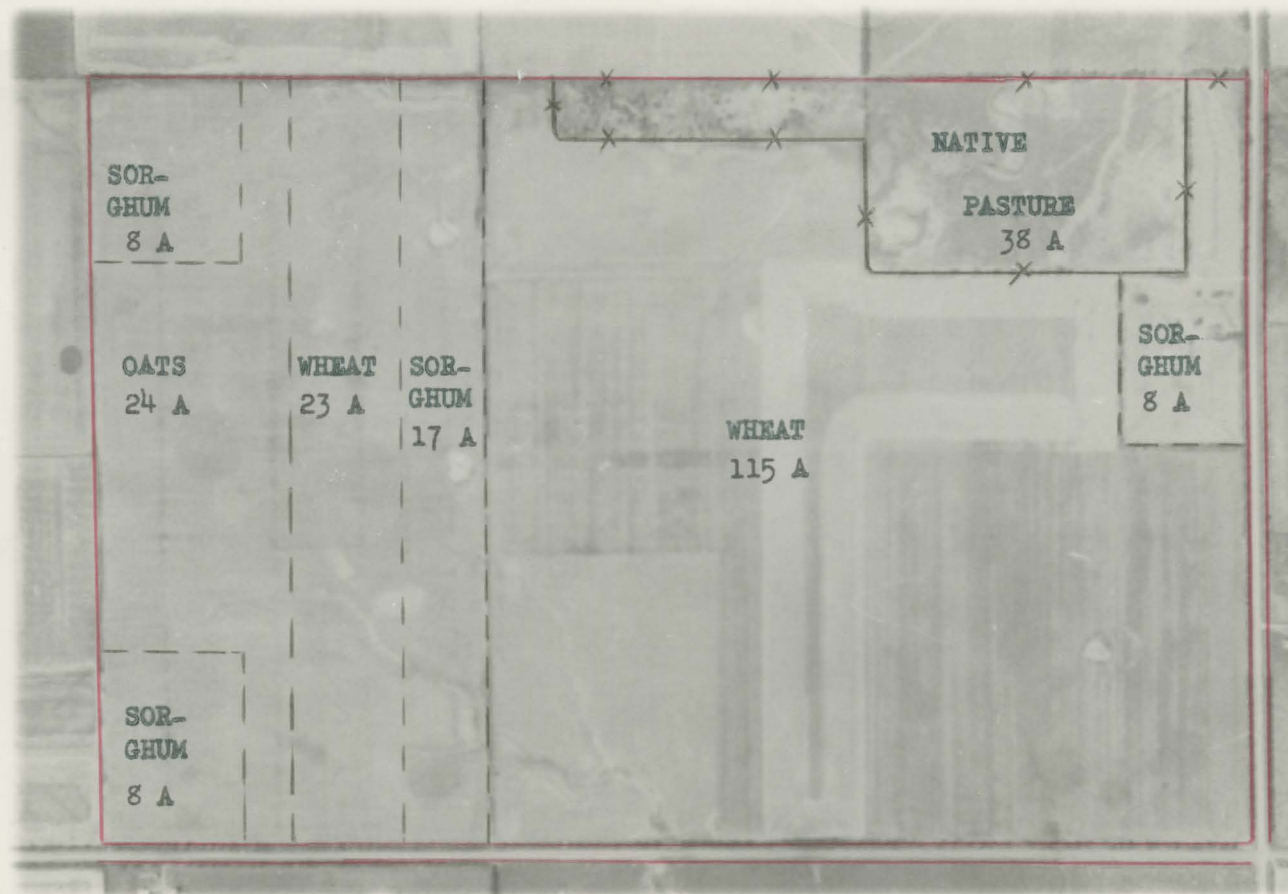 SOR-
GHUM
8 A
OATS
24 A
WHEAT
23 A
SOR-
GHUM
17 A
SOR-
GHUM
8 A
NATIVE
PASTURE
38 A
WHEAT
115 A
SOR-
GHUM
8 A